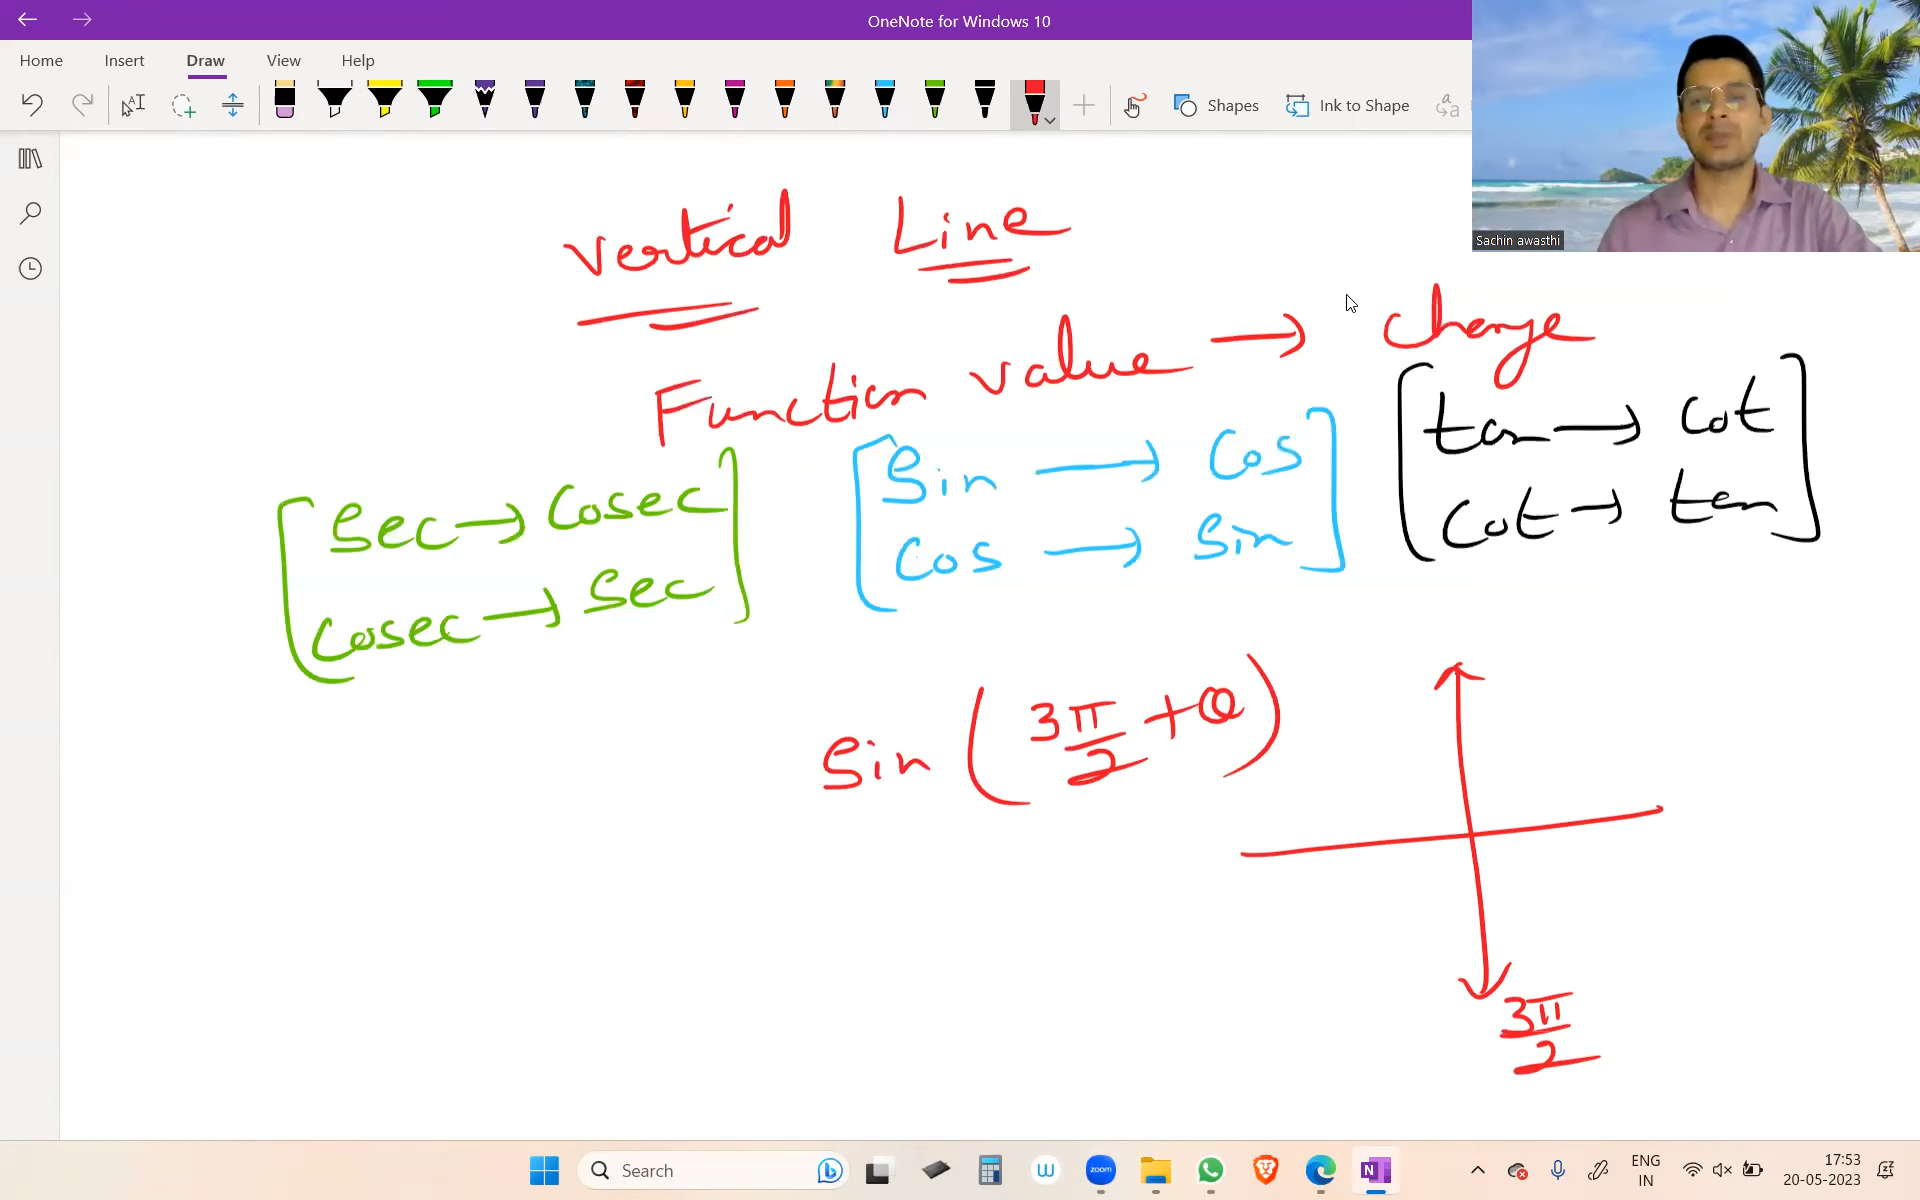 OneNote for Windows 10
Home Insert Draw View Help
Shapes Ink to Shape
Sachin awasthi
vertical Line
Function value → change
[sec → cosec] [sin → cos] [tan → cot]
[cosec → sec] [cos → sin] [cot → tan]
sin (3π/2 + θ)
3π/2
Search
zoom
ENG
IN
17:53
20-05-2023